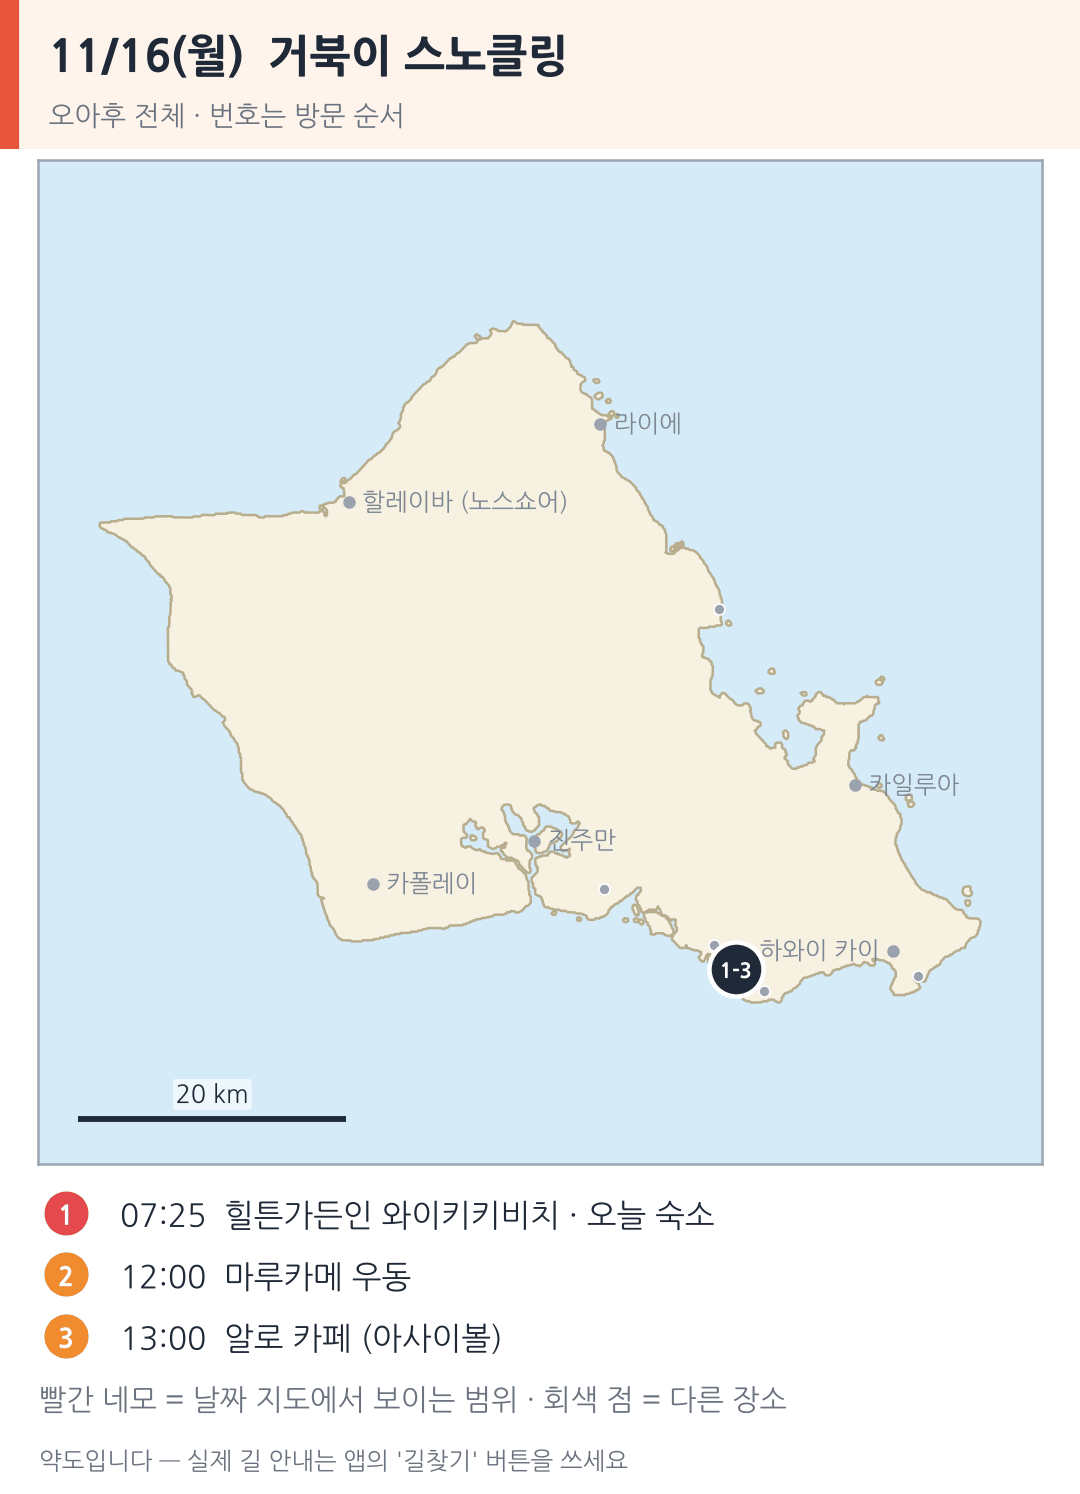 11/16(월) 거북이 스노클링
오아후 전체 · 번호는 방문 순서
라이에
할레이바 (노스쇼어)
카일루아
진주만
카폴레이
하와이 카이
1-3
20 km
1 07:25 힐튼가든인 와이키키비치 · 오늘 숙소
2 12:00 마루카메 우동
3 13:00 알로 카페 (아사이볼)
빨간 네모 = 날짜 지도에서 보이는 범위 · 회색 점 = 다른 장소
약도입니다 — 실제 길 안내는 앱의 '길찾기' 버튼을 쓰세요